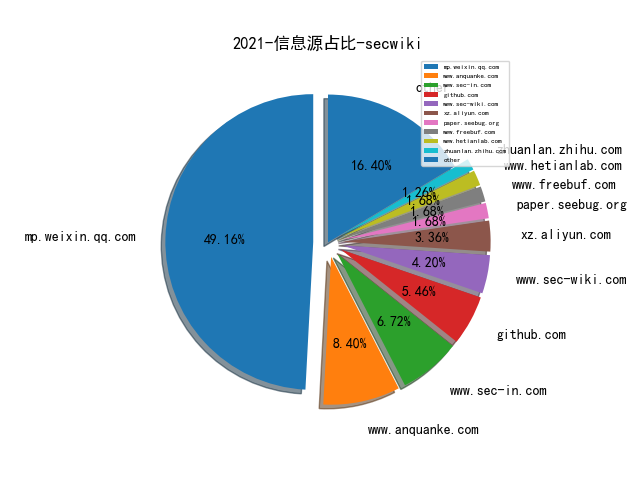 2021-信息源占比-secwiki
mp.weixin.qq.com
www.anquanke.com
www.sec-in.com
github.com
www.sec-wiki.com
xz.aliyun.com
paper.seebug.org
www.freebuf.com
www.hetianlab.com
zhuanlan.zhihu.com
other
16.40%
zhuanlan.zhihu.com
www.hetianlab.com
1.26%
www.freebuf.com
1.68%
paper.seebug.org
1.68%
1.68%
xz.aliyun.com
3.36%
mp.weixin.qq.com
49.16%
4.20%
www.sec-wiki.com
5.46%
6.72%
github.com
8.40%
www.sec-in.com
www.anquanke.com